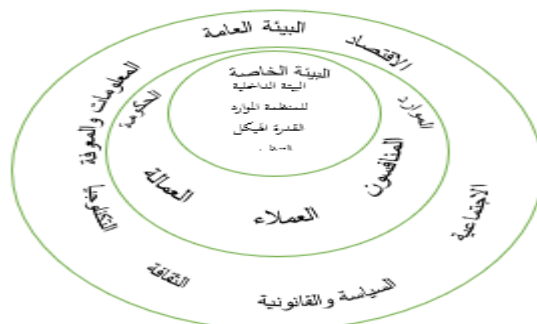 البيئة العامة
الاقتصاد
المعلومات والمعرفة
الحكومة
البيئة الخاصة
البيئة الداخلية
للمنظمة الموارد
القدرة الهيكل
الموارد
المنافسون
العمالة
العملاء
التكلوجيا
الاجتماعية
الثقافة
السياسة والقانونية